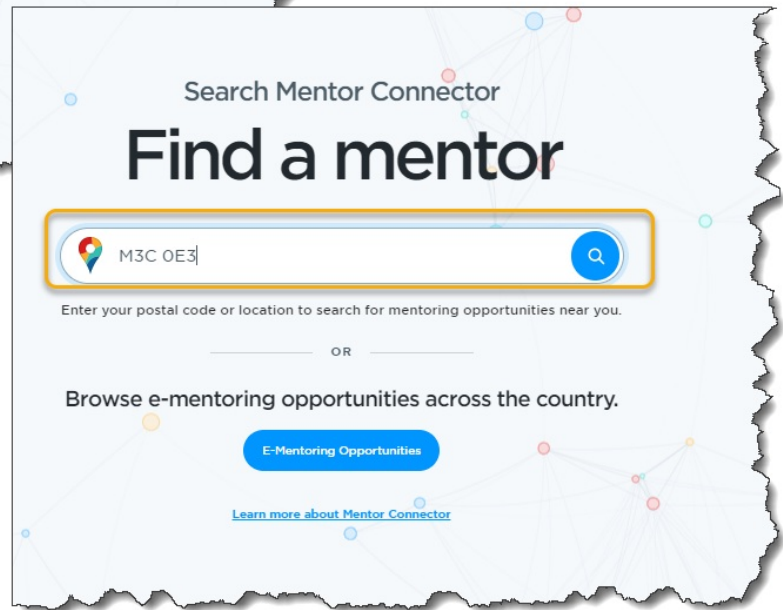 Search Mentor Connector
Find a mentor
M3C 0E3
Enter your postal code or location to search for mentoring opportunities near you.
OR
Browse e-mentoring opportunities across the country.
E-Mentoring Opportunities
Learn more about Mentor Connector